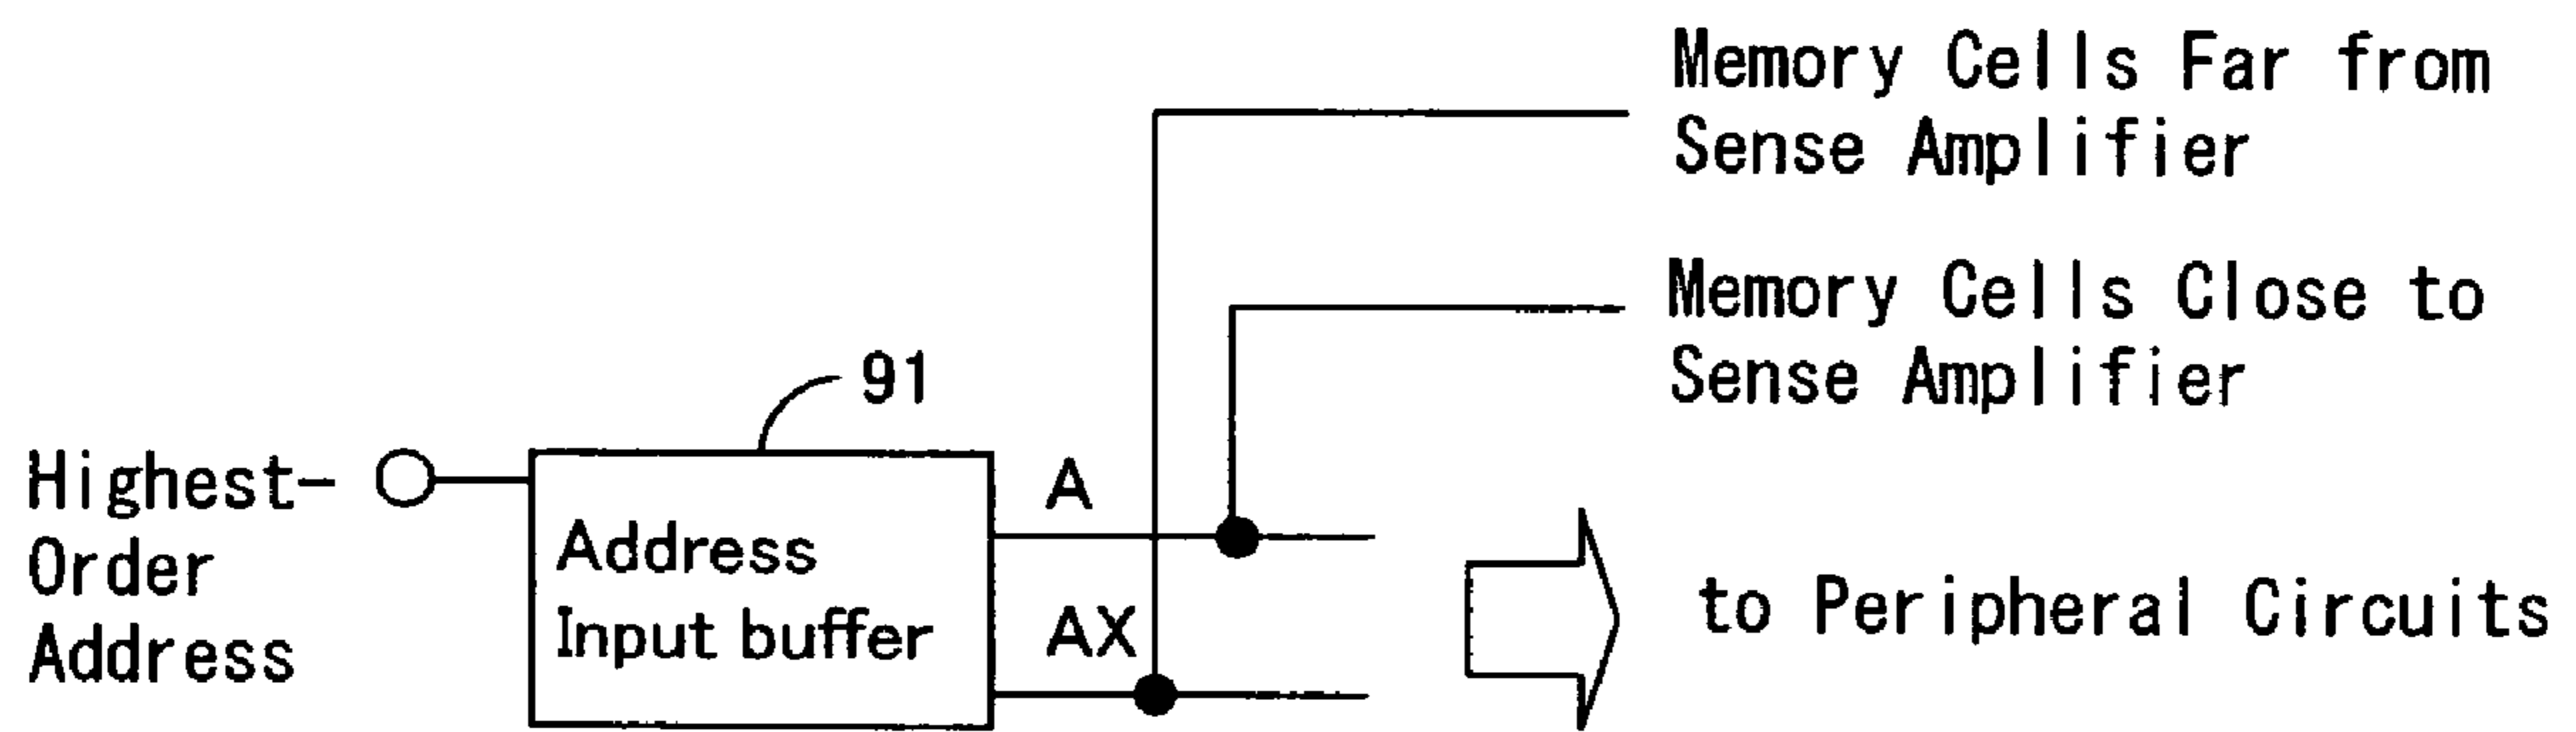 Memory Cells Far from
Sense Amplifier
Memory Cells Close to
Sense Amplifier
91
Highest-
Order
Address
Address
Input buffer
A
AX
to Peripheral Circuits